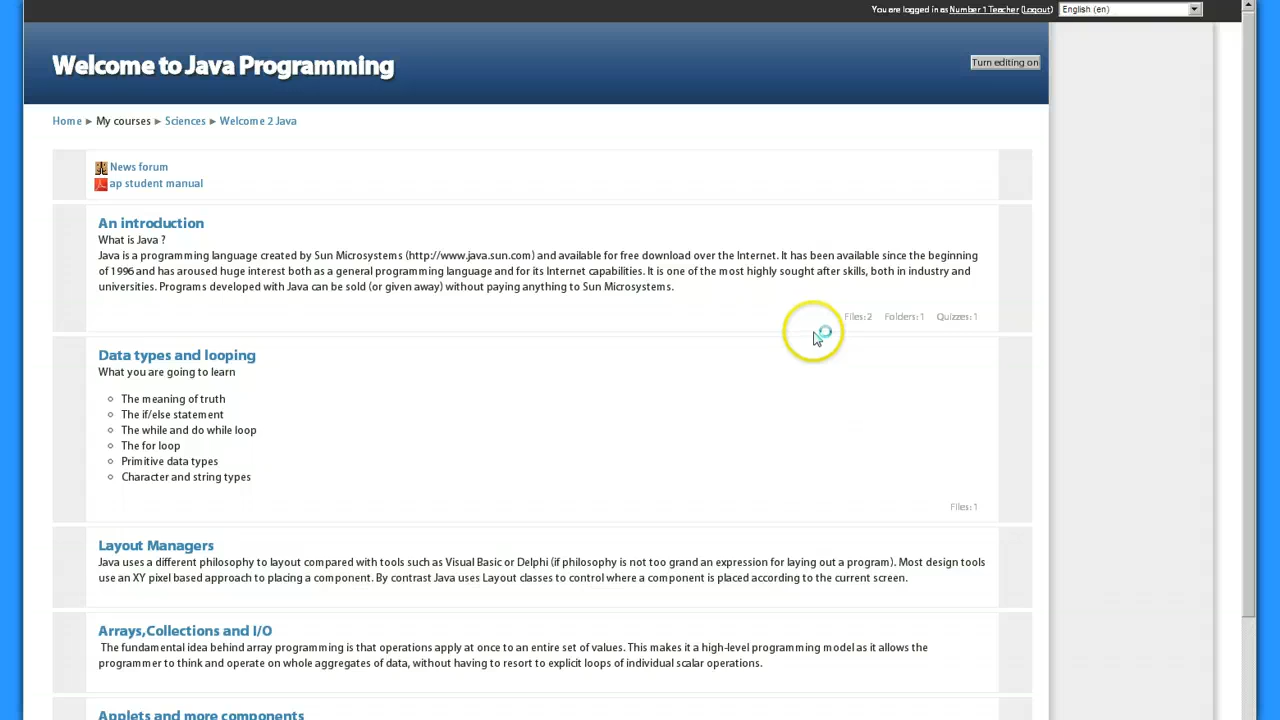 You are logged in as Number 1 Teacher (Logout) English (en)
Welcome to Java Programming
Turn editing on
Home ► My courses ► Sciences ► Welcome 2 Java
News forum
ap student manual
An introduction
What is Java ?
Java is a programming language created by Sun Microsystems (http://www.java.sun.com) and available for free download over the Internet. It has been available since the beginning
of 1996 and has aroused huge interest both as a general programming language and for its Internet capabilities. It is one of the most highly sought after skills, both in industry and
universities. Programs developed with Java can be sold (or given away) without paying anything to Sun Microsystems.
Files: 2 Folders: 1 Quizzes: 1
Data types and looping
What you are going to learn
The meaning of truth
The if/else statement
The while and do while loop
The for loop
Primitive data types
Character and string types
Files: 1
Layout Managers
Java uses a different philosophy to layout compared with tools such as Visual Basic or Delphi (if philosophy is not too grand an expression for laying out a program). Most design tools
use an XY pixel based approach to placing a component. By contrast Java uses Layout classes to control where a component is placed according to the current screen.
Arrays,Collections and I/O
The fundamental idea behind array programming is that operations apply at once to an entire set of values. This makes it a high-level programming model as it allows the
programmer to think and operate on whole aggregates of data, without having to resort to explicit loops of individual scalar operations.
Applets and more components